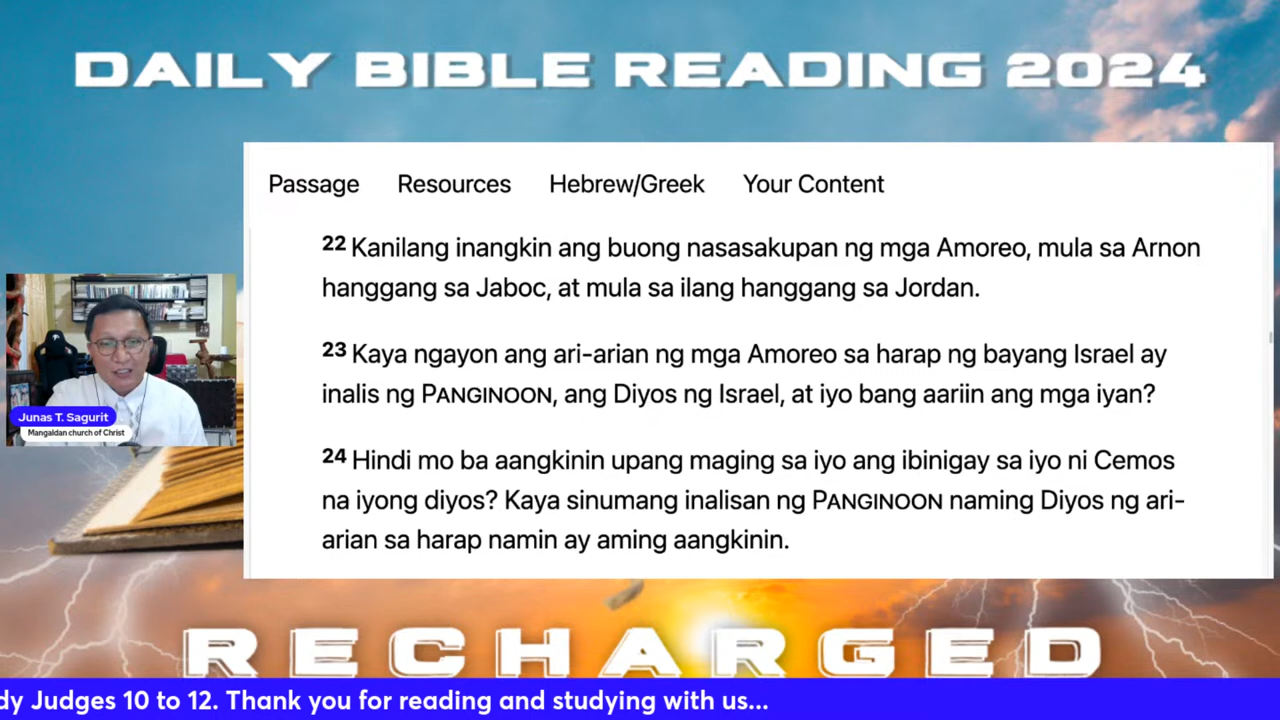 DAILY BIBLE READING 2024
Passage Resources Hebrew/Greek Your Content
22 Kanilang inangkin ang buong nasasakupan ng mga Amoreo, mula sa Arnon
hanggang sa Jaboc, at mula sa ilang hanggang sa Jordan.
23 Kaya ngayon ang ari-arian ng mga Amoreo sa harap ng bayang Israel ay
inalis ng PANGINOON, ang Diyos ng Israel, at iyo bang aariin ang mga iyan?
24 Hindi mo ba aangkinin upang maging sa iyo ang ibinigay sa iyo ni Cemos
na iyong diyos? Kaya sinumang inalisan ng PANGINOON naming Diyos ng ari-
arian sa harap namin ay aming aangkinin.
Junas T. Sagurit
Mangaldan church of Christ
RECHARGED
dy Judges 10 to 12. Thank you for reading and studying with us...